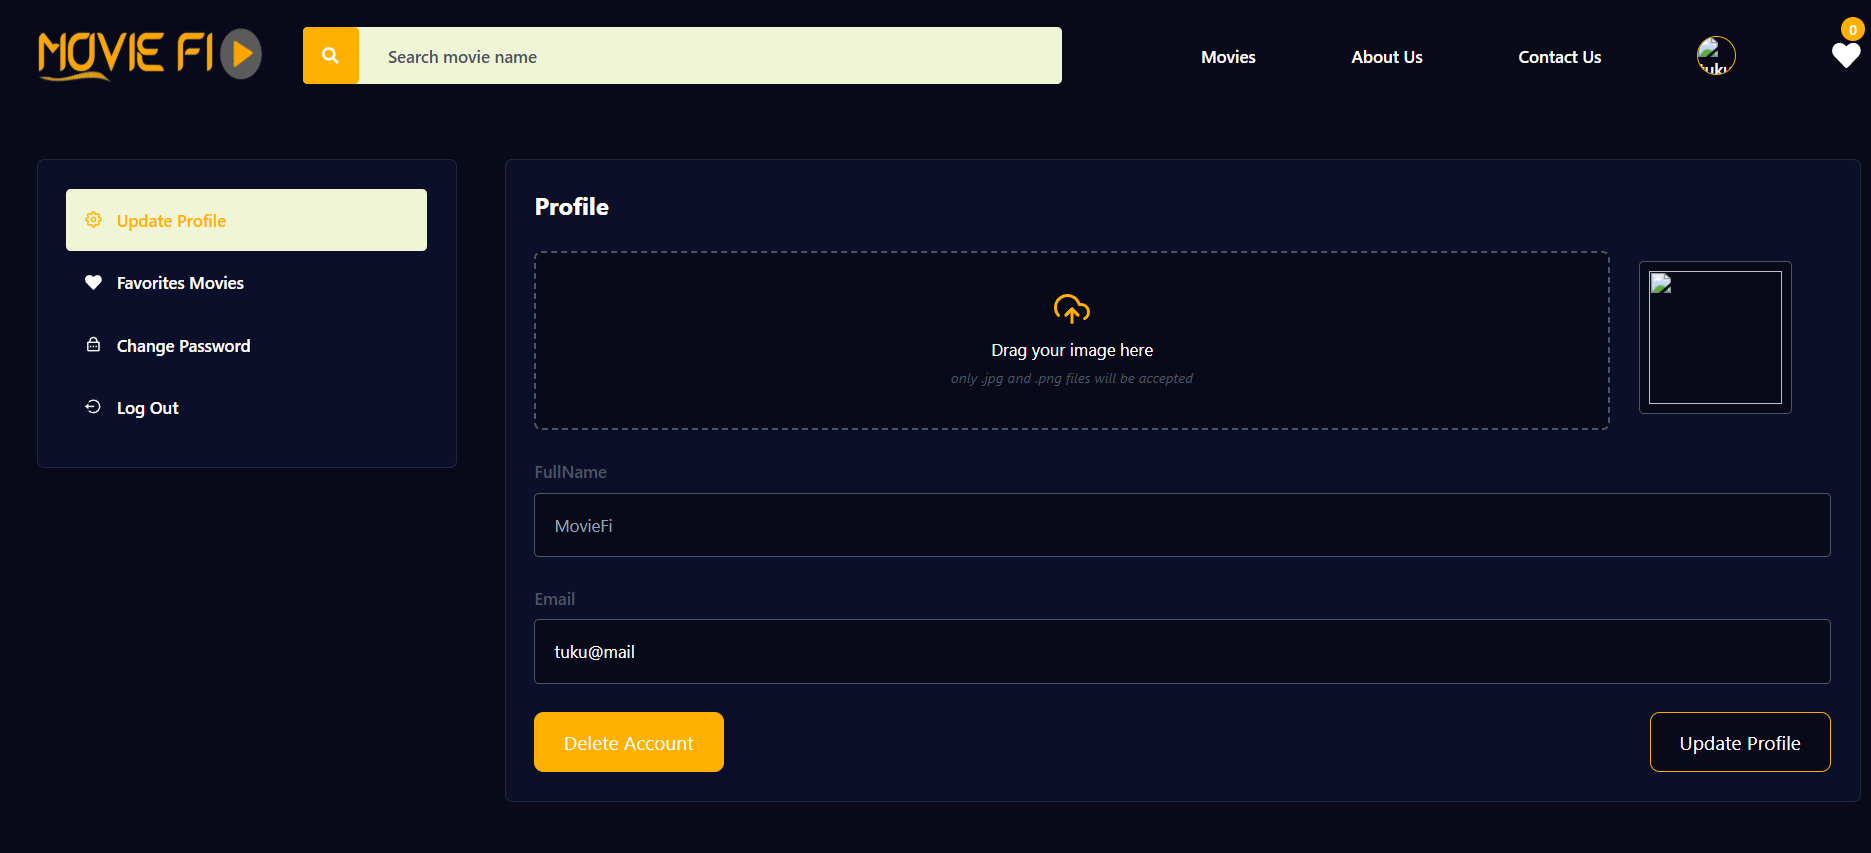 MOVIE FI
Search movie name
Movies
About Us
Contact Us
tuku
0
Update Profile
Favorites Movies
Change Password
Log Out
Profile
Drag your image here
only .jpg and .png files will be accepted
FullName
MovieFi
Email
tuku@mail
Delete Account
Update Profile